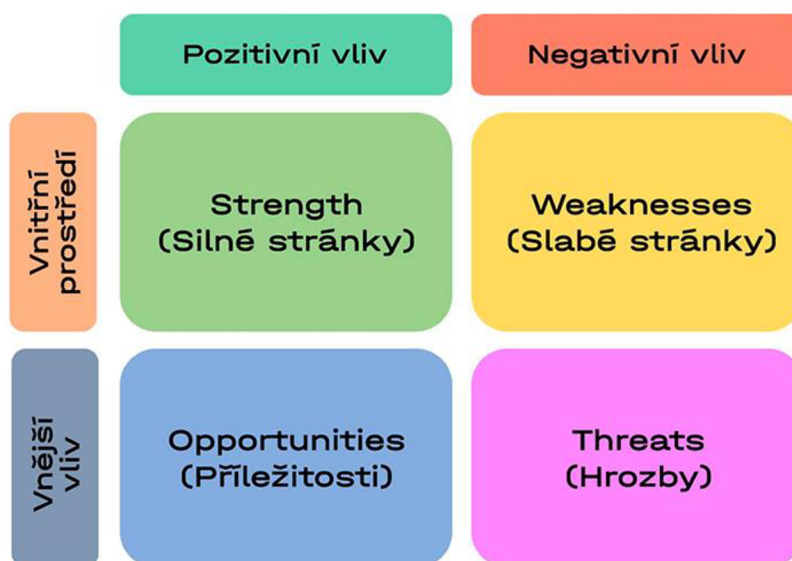 Pozitivní vliv
Negativní vliv
Vnitřní
prostředí
Strength
(Silné stránky)
Weaknesses
(Slabé stránky)
Vnější
vliv
Opportunities
(Příležitosti)
Threats
(Hrozby)